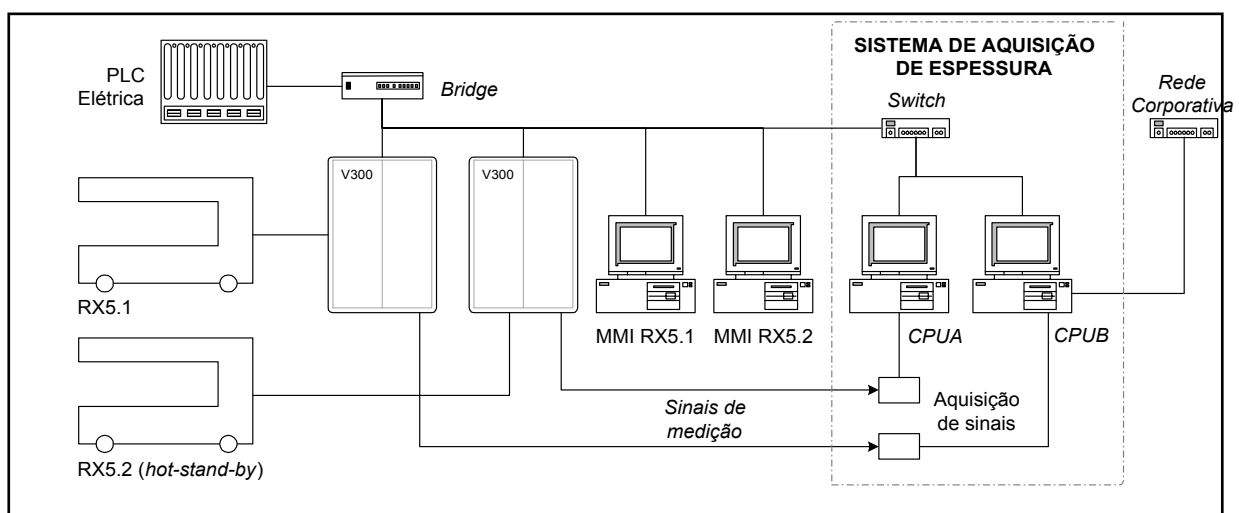 SISTEMA DE AQUISIÇÃO
DE ESPESSURA
PLC
Elétrica
Bridge
Switch
Rede
Corporativa
V300
V300
RX5.1
MMI RX5.1
MMI RX5.2
CPUA
CPUB
Sinais de
medição
Aquisição
de sinais
RX5.2 (hot-stand-by)